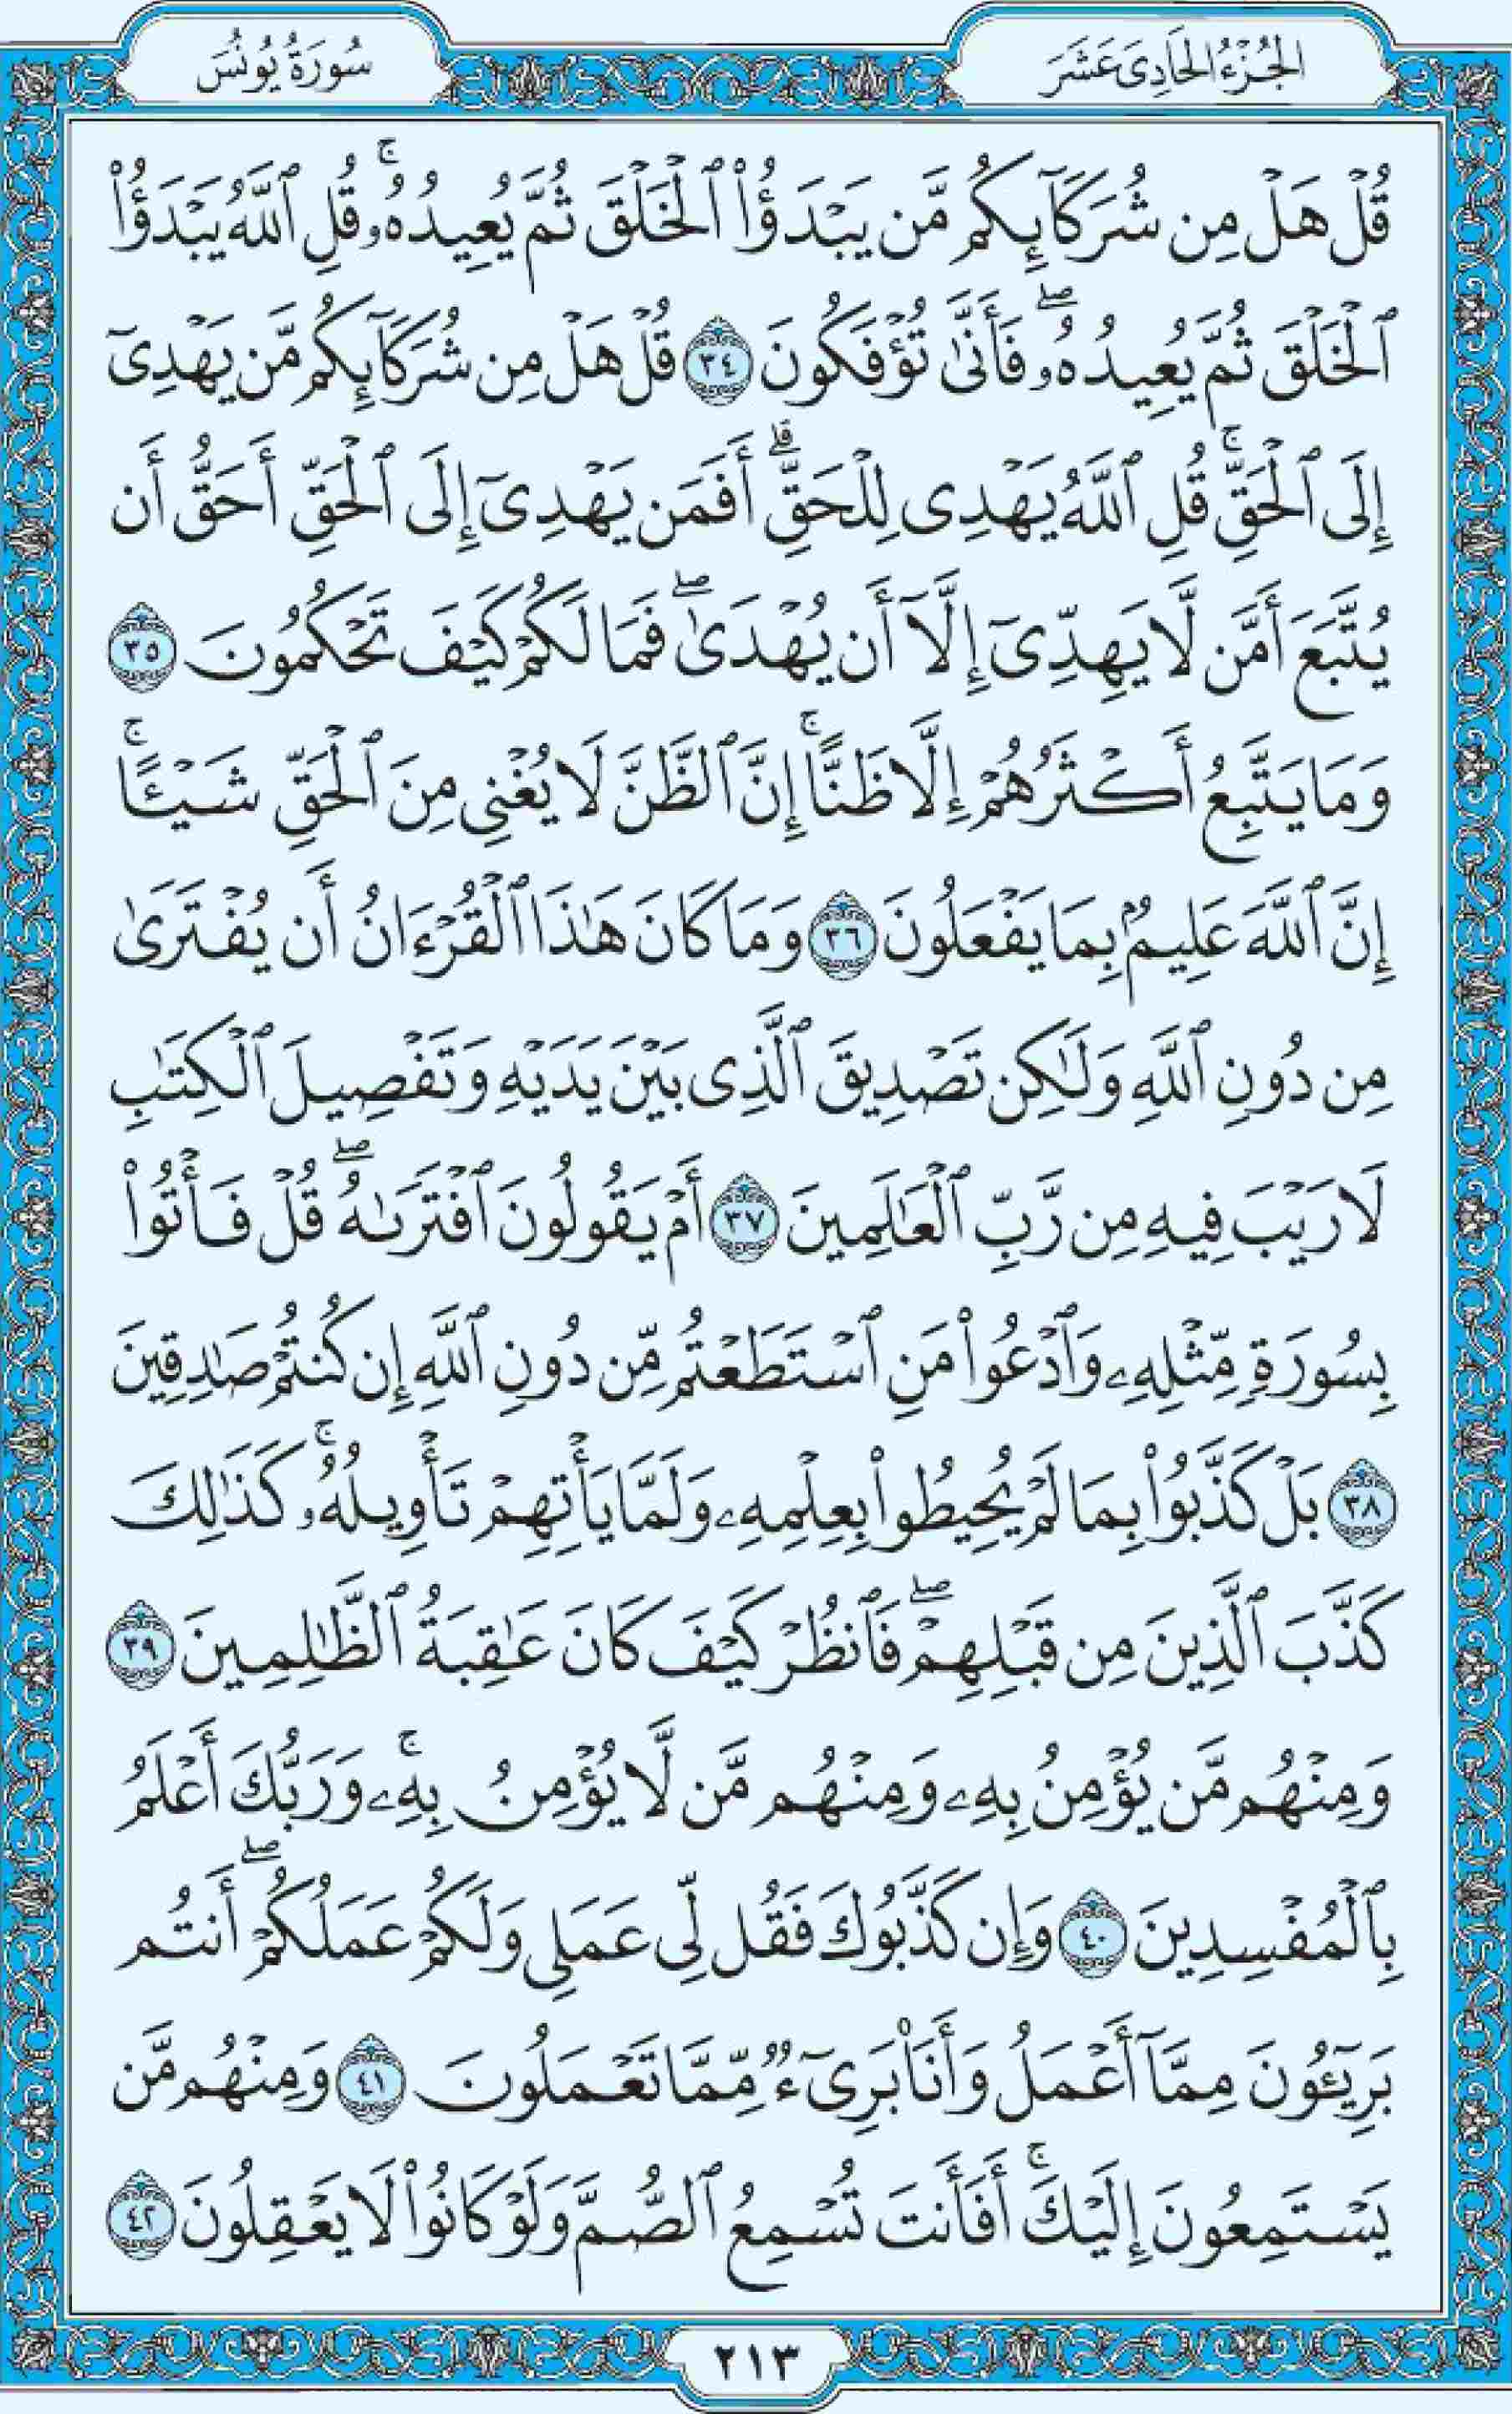 الجُزْءُ الحَادِي عَشَرَ
سُورَةُ يُونُسَ
قُلْ هَلْ مِن شُرَكَآئِكُم مَّن يَبْدَؤُاْ ٱلْخَلْقَ ثُمَّ يُعِيدُهُۥۚ قُلِ ٱللَّهُ يَبْدَؤُاْ
ٱلْخَلْقَ ثُمَّ يُعِيدُهُۥۖ فَأَنَّىٰ تُؤْفَكُونَ ٣٤ قُلْ هَلْ مِن شُرَكَآئِكُم مَّن يَهْدِىٓ
إِلَى ٱلْحَقِّۚ قُلِ ٱللَّهُ يَهْدِى لِلْحَقِّۗ أَفَمَن يَهْدِىٓ إِلَى ٱلْحَقِّ أَحَقُّ أَن
يُتَّبَعَ أَمَّن لَّا يَهِدِّىٓ إِلَّآ أَن يُهْدَىٰۖ فَمَا لَكُمْ كَيْفَ تَحْكُمُونَ ٣٥
وَمَا يَتَّبِعُ أَكْثَرُهُمْ إِلَّا ظَنًّاۚ إِنَّ ٱلظَّنَّ لَا يُغْنِى مِنَ ٱلْحَقِّ شَيْـًٔاۚ
إِنَّ ٱللَّهَ عَلِيمٌۢ بِمَا يَفْعَلُونَ ٣٦ وَمَا كَانَ هَٰذَا ٱلْقُرْءَانُ أَن يُفْتَرَىٰ
مِن دُونِ ٱللَّهِ وَلَٰكِن تَصْدِيقَ ٱلَّذِى بَيْنَ يَدَيْهِ وَتَفْصِيلَ ٱلْكِتَٰبِ
لَا رَيْبَ فِيهِ مِن رَّبِّ ٱلْعَٰلَمِينَ ٣٧ أَمْ يَقُولُونَ ٱفْتَرَىٰهُۖ قُلْ فَأْتُواْ
بِسُورَةٍ مِّثْلِهِۦ وَٱدْعُواْ مَنِ ٱسْتَطَعْتُم مِّن دُونِ ٱللَّهِ إِن كُنتُمْ صَٰدِقِينَ
٣٨ بَلْ كَذَّبُواْ بِمَا لَمْ يُحِيطُواْ بِعِلْمِهِۦ وَلَمَّا يَأْتِهِمْ تَأْوِيلُهُۥۚ كَذَٰلِكَ
كَذَّبَ ٱلَّذِينَ مِن قَبْلِهِمْۖ فَٱنظُرْ كَيْفَ كَانَ عَٰقِبَةُ ٱلظَّٰلِمِينَ ٣٩
وَمِنْهُم مَّن يُؤْمِنُ بِهِۦ وَمِنْهُم مَّن لَّا يُؤْمِنُ بِهِۦۚ وَرَبُّكَ أَعْلَمُ
بِٱلْمُفْسِدِينَ ٤٠ وَإِن كَذَّبُوكَ فَقُل لِّى عَمَلِى وَلَكُمْ عَمَلُكُمْۖ أَنتُم
بَرِيٓـُٔونَ مِمَّآ أَعْمَلُ وَأَنَا۠ بَرِىٓءٌ مِّمَّا تَعْمَلُونَ ٤١ وَمِنْهُم مَّن
يَسْتَمِعُونَ إِلَيْكَۚ أَفَأَنتَ تُسْمِعُ ٱلصُّمَّ وَلَوْ كَانُواْ لَا يَعْقِلُونَ ٤٢
٢١٣